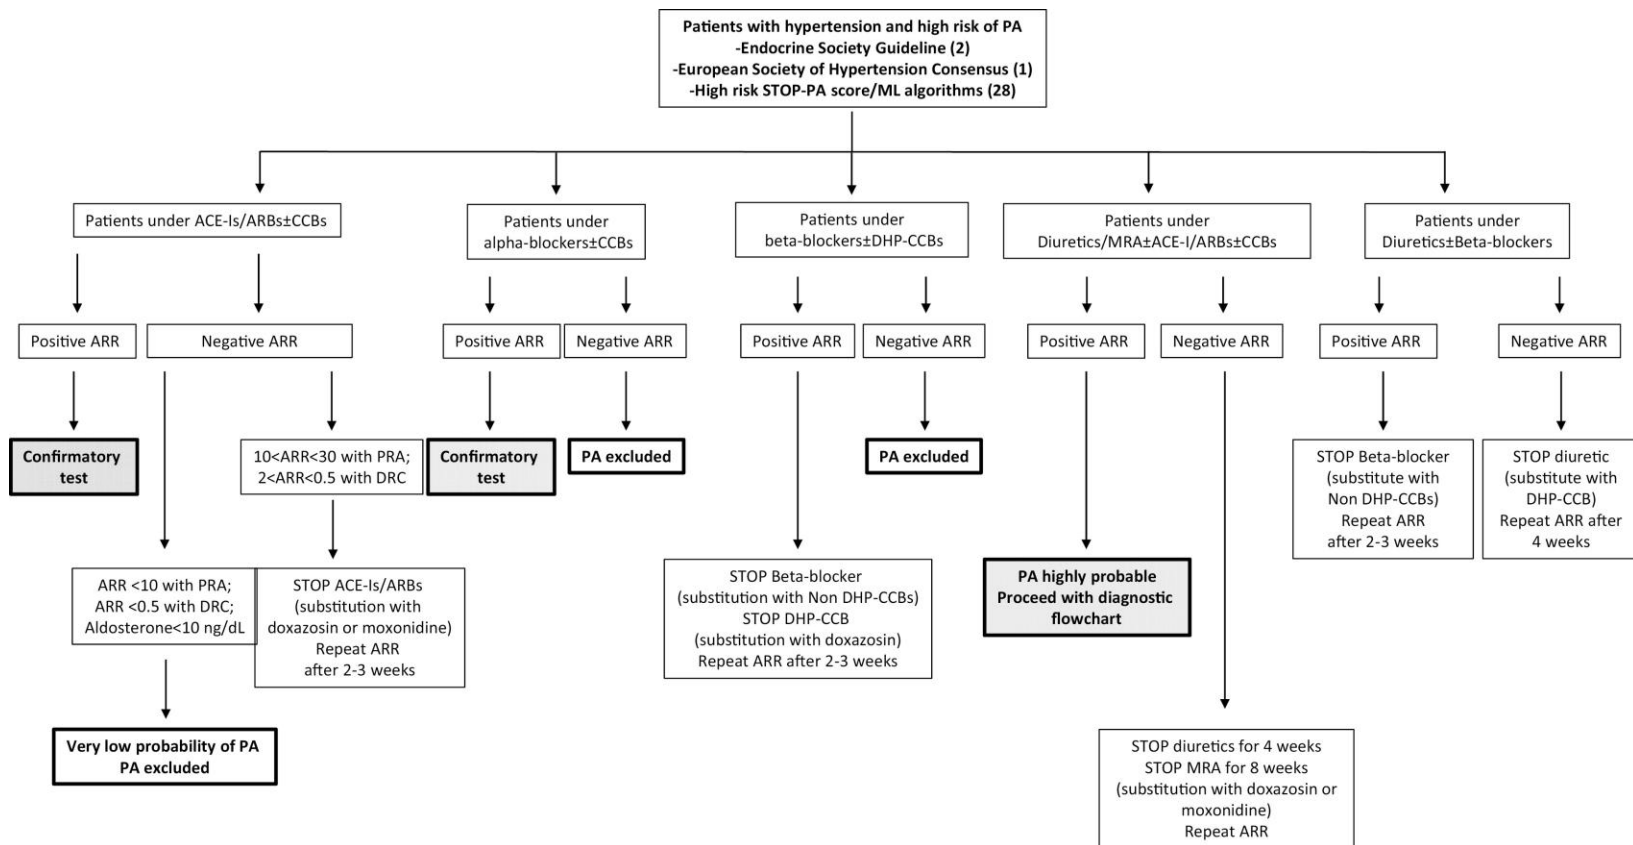 Patients with hypertension and high risk of PA
-Endocrine Society Guideline (2)
-European Society of Hypertension Consensus (1)
-High risk STOP-PA score/ML algorithms (28)
Patients under ACE-Is/ARBs±CCBs
Patients under
alpha-blockers±CCBs
Patients under
beta-blockers±DHP-CCBs
Patients under
Diuretics/MRA±ACE-I/ARBs±CCBs
Patients under
Diuretics±Beta-blockers
Positive ARR
Negative ARR
Positive ARR
Negative ARR
Positive ARR
Negative ARR
Positive ARR
Negative ARR
Positive ARR
Negative ARR
Confirmatory
test
10<ARR<30 with PRA;
2<ARR<0.5 with DRC
Confirmatory
test
PA excluded
PA excluded
STOP Beta-blocker
(substitute with
Non DHP-CCBs)
Repeat ARR
after 2-3 weeks
STOP diuretic
(substitute with
DHP-CCB)
Repeat ARR after
4 weeks
ARR <10 with PRA;
ARR <0.5 with DRC;
Aldosterone<10 ng/dL
STOP ACE-Is/ARBs
(substitution with
doxazosin or moxonidine)
Repeat ARR
after 2-3 weeks
STOP Beta-blocker
(substitution with Non DHP-CCBs)
STOP DHP-CCB
(substitution with doxazosin)
Repeat ARR after 2-3 weeks
PA highly probable
Proceed with diagnostic
flowchart
Very low probability of PA
PA excluded
STOP diuretics for 4 weeks
STOP MRA for 8 weeks
(substitution with doxazosin or
moxonidine)
Repeat ARR